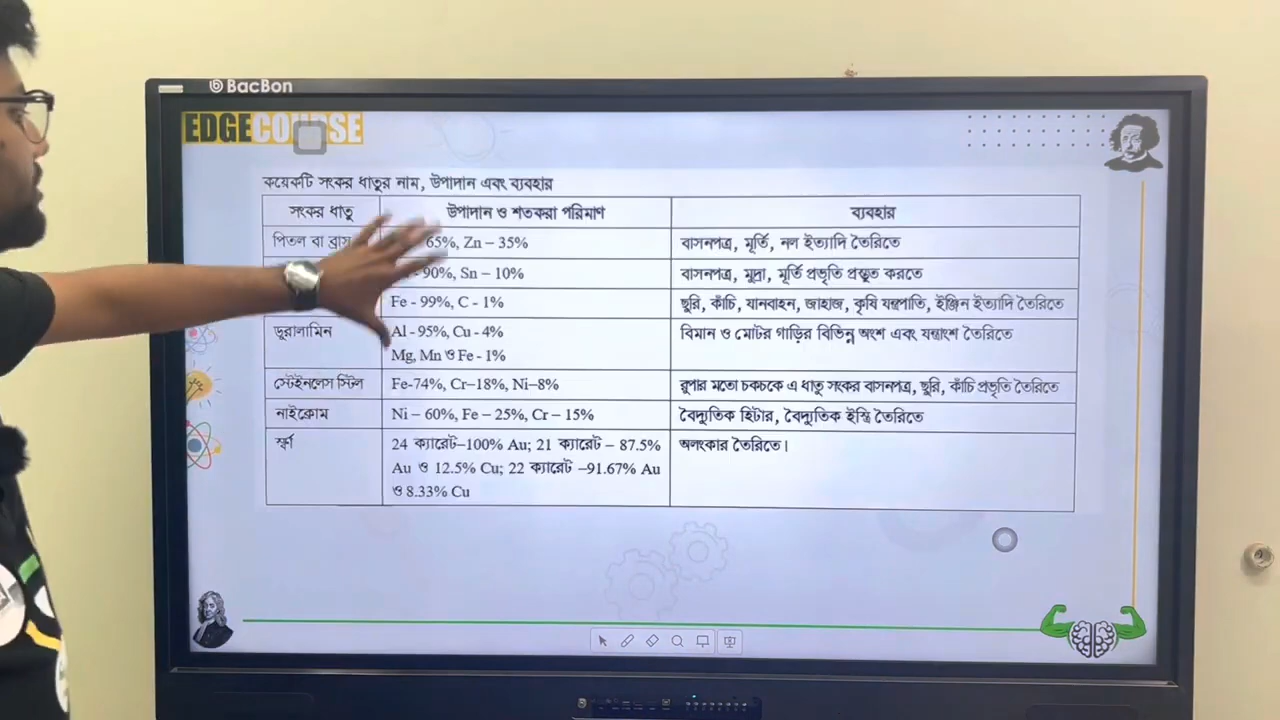 BacBon
EDGECOURSE
কয়েকটি সংকর ধাতুর নাম, উপাদান এবং ব্যবহার
সংকর ধাতু উপাদান ও শতকরা পরিমাণ ব্যবহার
পিতল বা ব্রাস 65%, Zn – 35% বাসনপত্র, মূর্তি, নল ইত্যাদি তৈরিতে
90%, Sn – 10% বাসনপত্র, মুদ্রা, মূর্তি প্রভৃতি প্রস্তুত করতে
Fe - 99%, C - 1% ছুরি, কাঁচি, যানবাহন, জাহাজ, কৃষি যন্ত্রপাতি, ইঞ্জিন ইত্যাদি তৈরিতে
ডুরালামিন Al - 95%, Cu - 4% বিমান ও মোটর গাড়ির বিভিন্ন অংশ এবং যন্ত্রাংশ তৈরিতে
Mg, Mn ও Fe - 1%
স্টেইনলেস স্টিল Fe-74%, Cr–18%, Ni–8% রুপার মতো চকচকে এ ধাতু সংকর বাসনপত্র, ছুরি, কাঁচি প্রভৃতি তৈরিতে
নাইক্রোম Ni – 60%, Fe – 25%, Cr – 15% বৈদ্যুতিক হিটার, বৈদ্যুতিক ইস্ত্রি তৈরিতে
স্বর্ণ 24 ক্যারেট–100% Au; 21 ক্যারেট – 87.5% অলংকার তৈরিতে।
Au ও 12.5% Cu; 22 ক্যারেট –91.67% Au
ও 8.33% Cu